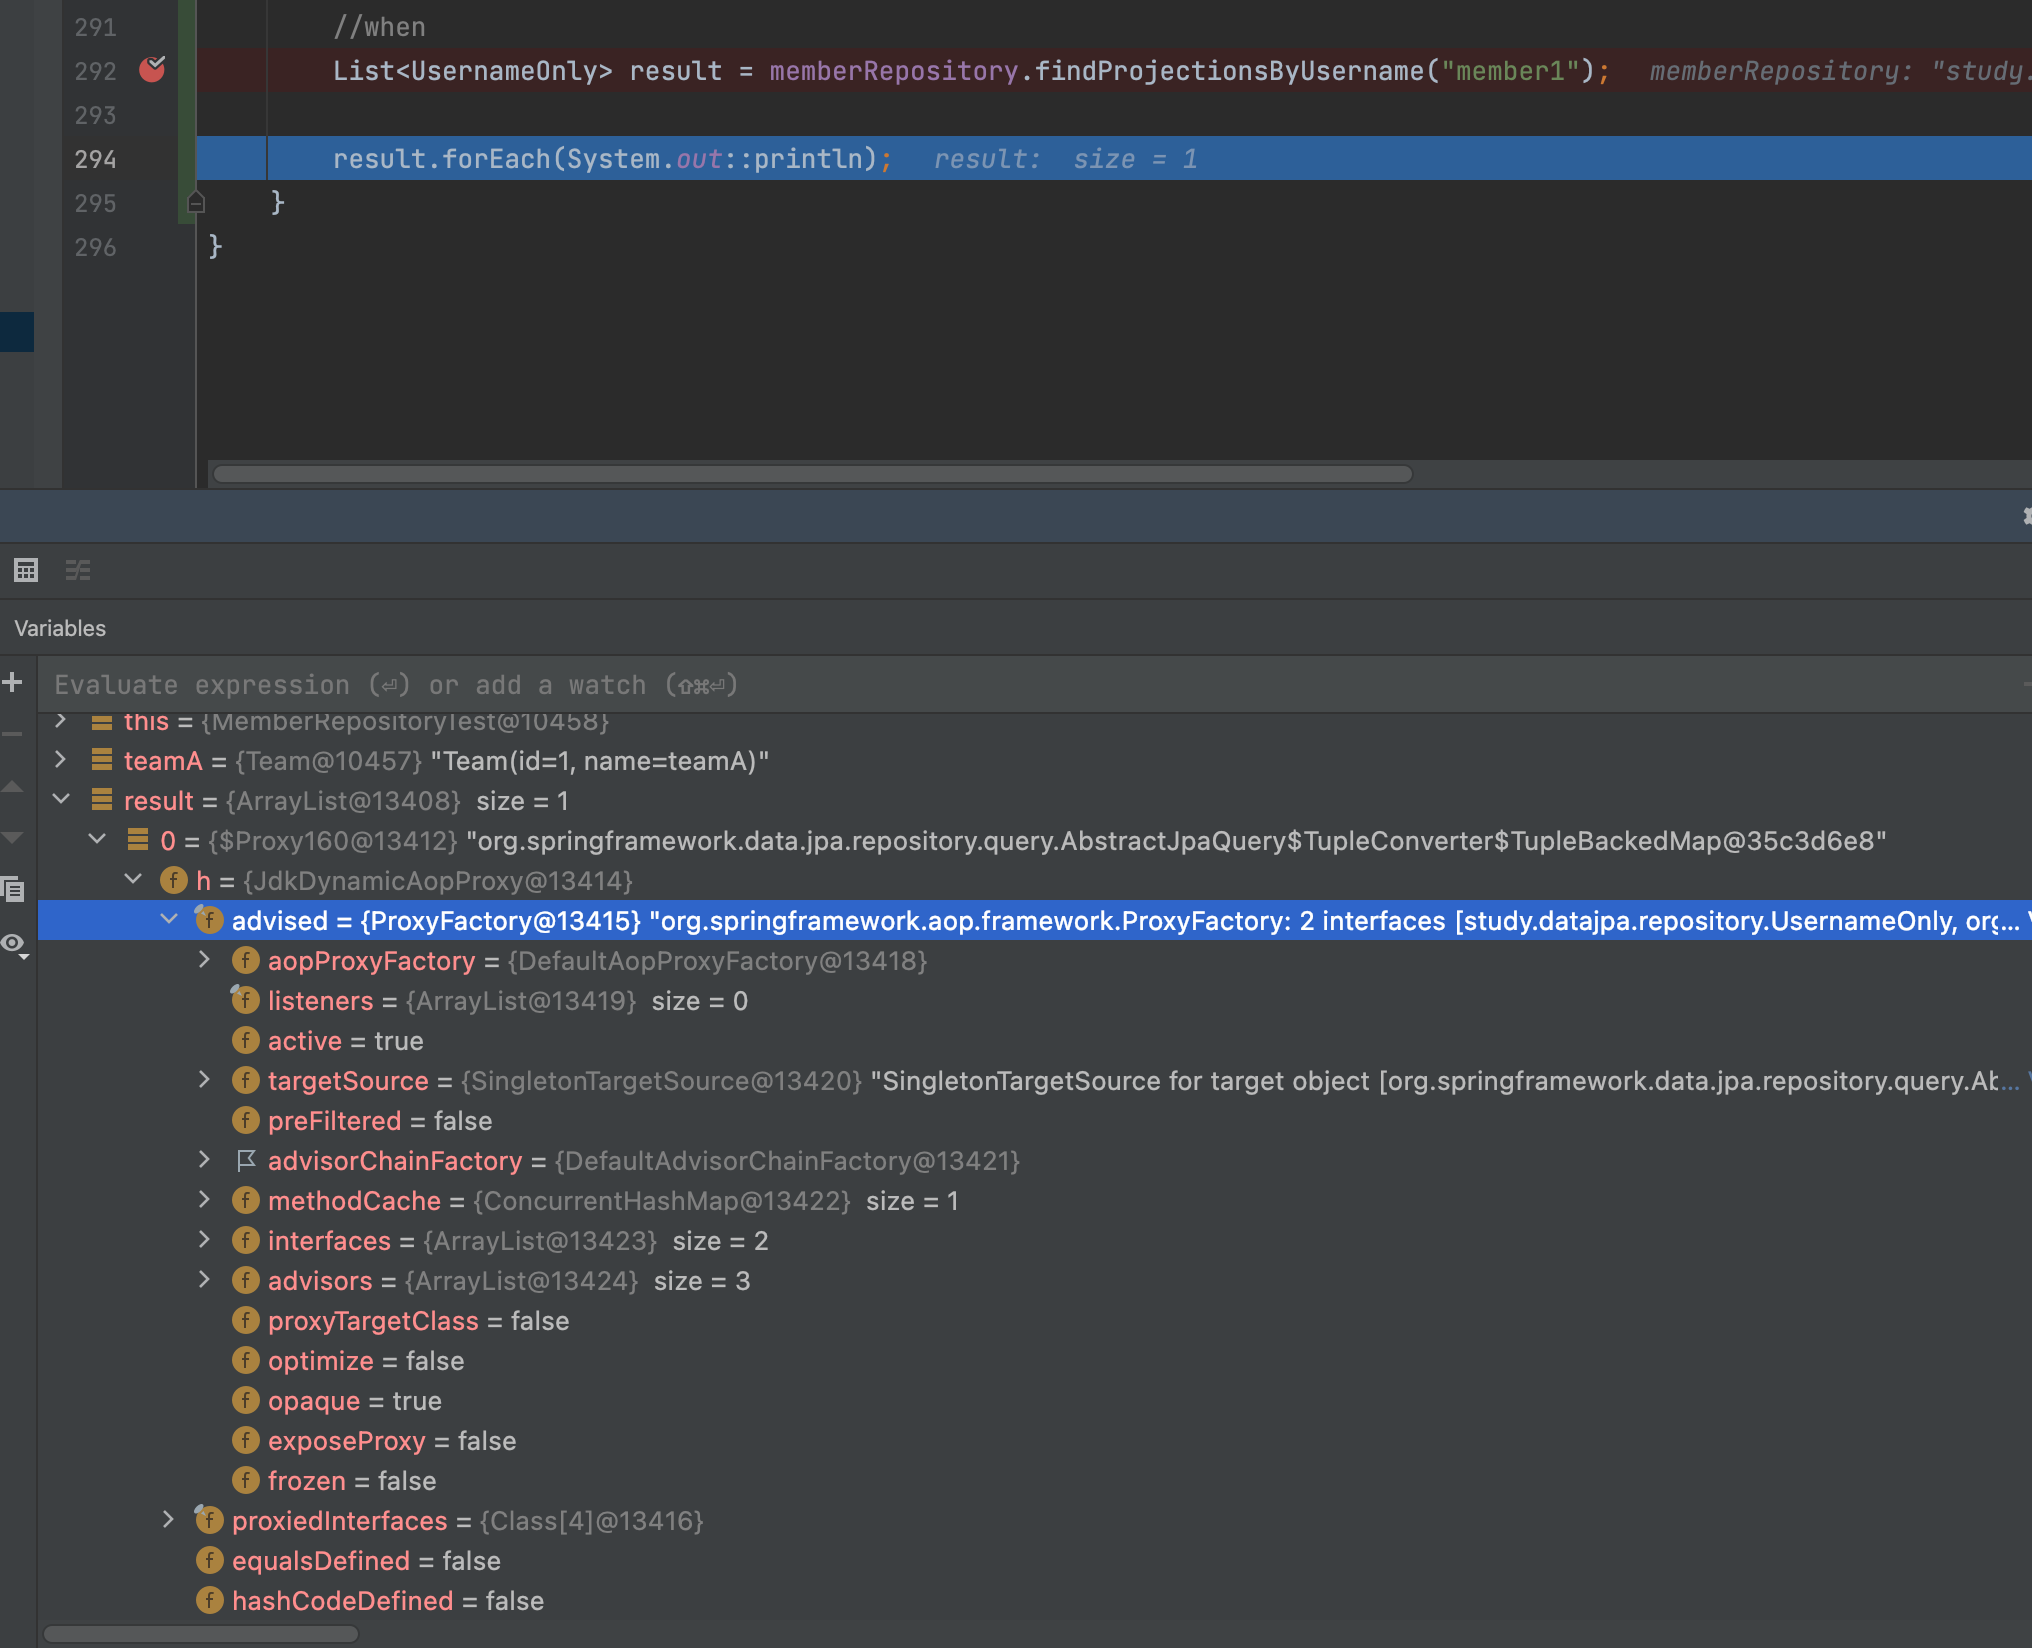 291 //when
292 List<UsernameOnly> result = memberRepository.findProjectionsByUsername("member1"); memberRepository: "study.
293
294 result.forEach(System.out::println); result: size = 1
295 }
296 }
Variables
Evaluate expression (⏎) or add a watch (⇧⌘⏎)
this = {MemberRepositoryTest@10458}
teamA = {Team@10457} "Team(id=1, name=teamA)"
result = {ArrayList@13408} size = 1
0 = {$Proxy160@13412} "org.springframework.data.jpa.repository.query.AbstractJpaQuery$TupleConverter$TupleBackedMap@35c3d6e8"
h = {JdkDynamicAopProxy@13414}
advised = {ProxyFactory@13415} "org.springframework.aop.framework.ProxyFactory: 2 interfaces [study.datajpa.repository.UsernameOnly, org...
aopProxyFactory = {DefaultAopProxyFactory@13418}
listeners = {ArrayList@13419} size = 0
active = true
targetSource = {SingletonTargetSource@13420} "SingletonTargetSource for target object [org.springframework.data.jpa.repository.query.Ab...
preFiltered = false
advisorChainFactory = {DefaultAdvisorChainFactory@13421}
methodCache = {ConcurrentHashMap@13422} size = 1
interfaces = {ArrayList@13423} size = 2
advisors = {ArrayList@13424} size = 3
proxyTargetClass = false
optimize = false
opaque = true
exposeProxy = false
frozen = false
proxiedInterfaces = {Class[4]@13416}
equalsDefined = false
hashCodeDefined = false